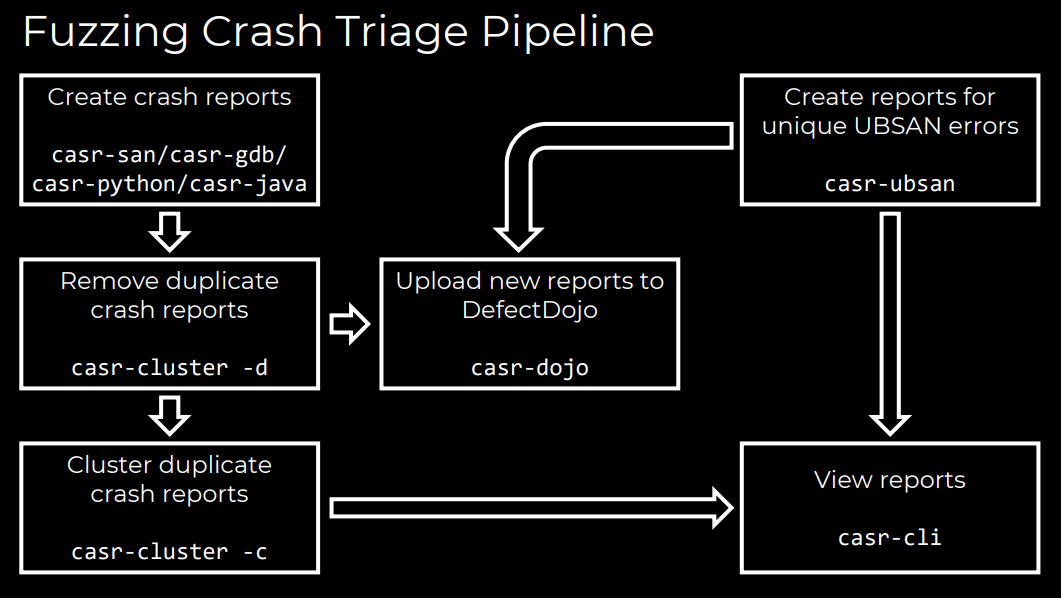 Fuzzing Crash Triage Pipeline
Create crash reports
casr-san/casr-gdb/
casr-python/casr-java
Create reports for
unique UBSAN errors
casr-ubsan
Remove duplicate
crash reports
casr-cluster -d
Upload new reports to
DefectDojo
casr-dojo
Cluster duplicate
crash reports
casr-cluster -c
View reports
casr-cli